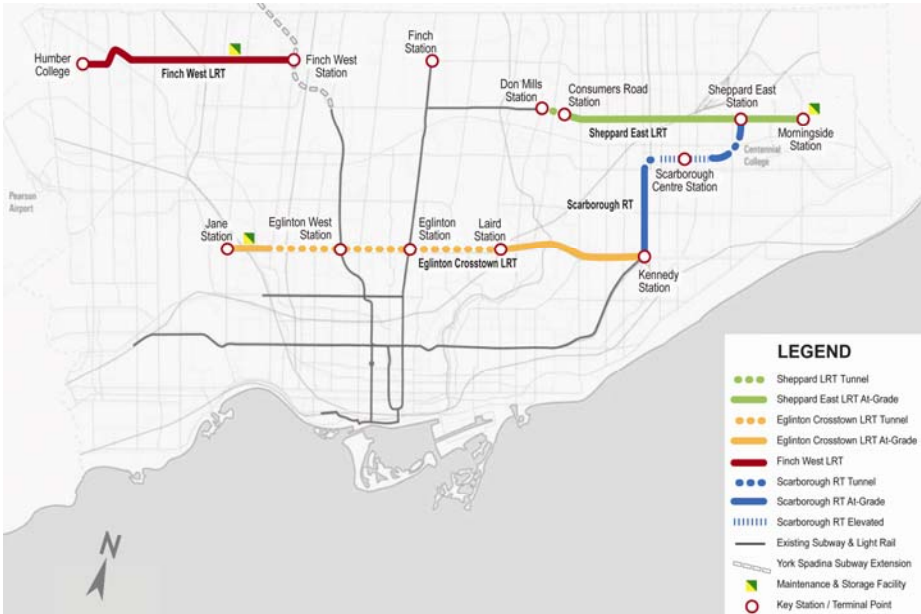 Humber
College
Finch West LRT
Finch West
Station
Finch
Station
Don Mills
Station
Consumers Road
Station
Sheppard East
Station
Sheppard East LRT
Morningside
Station
Centennial
College
Scarborough
Centre Station
Scarborough RT
Pearson
Airport
Jane
Station
Eglinton West
Station
Eglinton
Station
Laird
Station
Eglinton Crosstown LRT
Kennedy
Station
LEGEND
Sheppard LRT Tunnel
Sheppard East LRT At-Grade
Eglinton Crosstown LRT Tunnel
Eglinton Crosstown LRT At-Grade
Finch West LRT
Scarborough RT Tunnel
Scarborough RT At-Grade
Scarborough RT Elevated
Existing Subway & Light Rail
York Spadina Subway Extension
Maintenance & Storage Facility
Key Station / Terminal Point
N